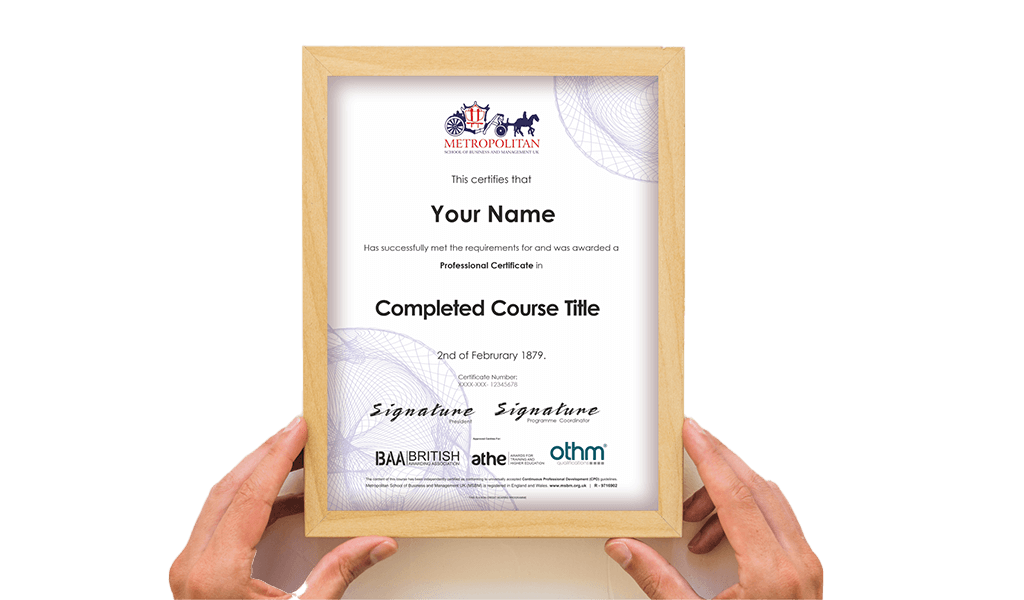 METROPOLITAN
SCHOOL OF BUSINESS AND MANAGEMENT UK
This certifies that
Your Name
Has successfully met the requirements for and was awarded a
Professional Certificate in
Completed Course Title
2nd of Februrary 1879.
Certificate Number:
XXXX-XXX- 12345678
Signature Signature
President Programme Coordinator
Approved Centre For
BAA BRITISH AWARDING ASSOCIATION
athe AWARDS FOR TRAINING AND HIGHER EDUCATION
othm® qualifications
The content of this course has been independently certified as conforming to universally accepted Continuous Professional Development (CPD) guidelines.
Metropolitan School of Business and Management UK (MSBM) is registered in England and Wales. www.msbm.org.uk | R - 9716962